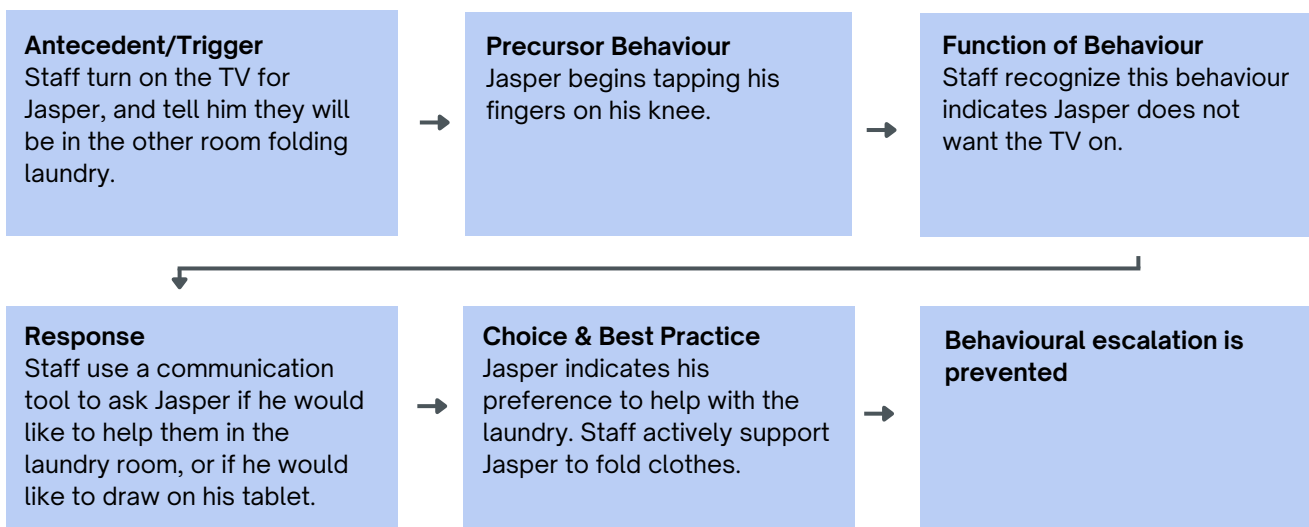 Antecedent/Trigger
Staff turn on the TV for
Jasper, and tell him they will
be in the other room folding
laundry.
Precursor Behaviour
Jasper begins tapping his
fingers on his knee.
Function of Behaviour
Staff recognize this behaviour
indicates Jasper does not
want the TV on.
Response
Staff use a communication
tool to ask Jasper if he would
like to help them in the
laundry room, or if he would
like to draw on his tablet.
Choice & Best Practice
Jasper indicates his
preference to help with the
laundry. Staff actively support
Jasper to fold clothes.
Behavioural escalation is
prevented